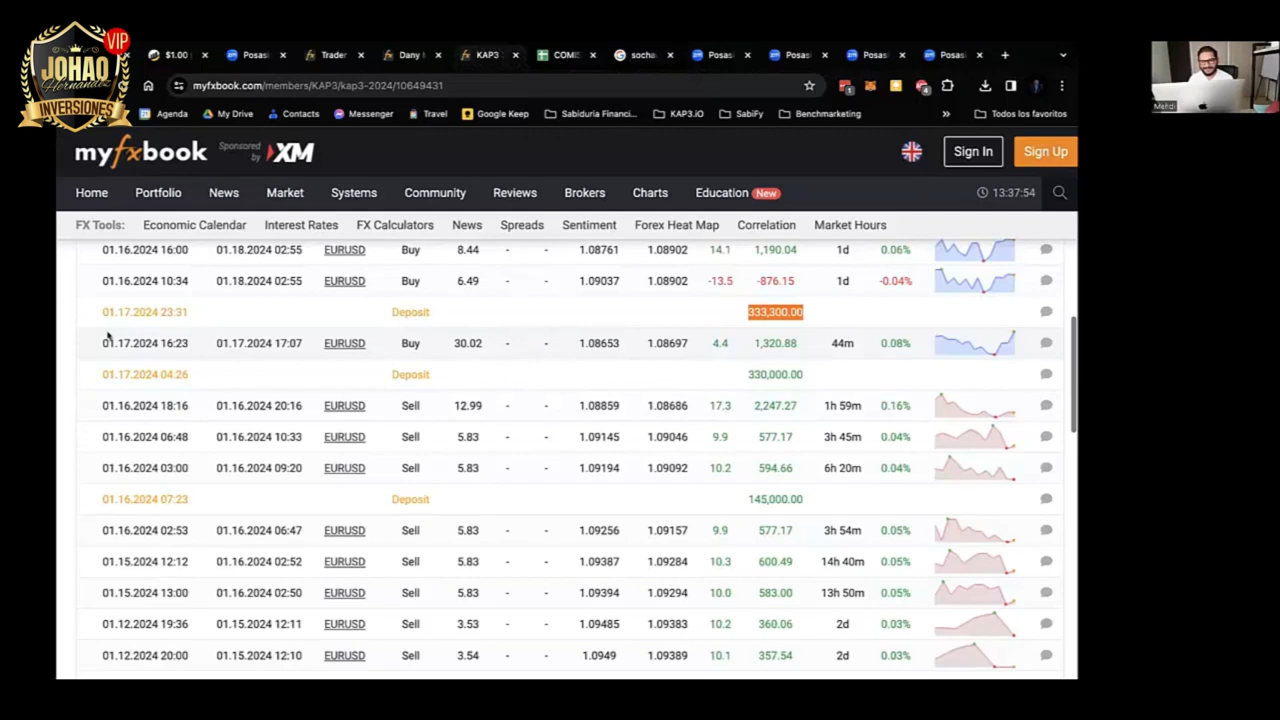 VIP
JOHAO
Hernandez
INVERSIONES
$1.00 Posasi Trader Dany KAP3 COMIS socha Posasi Posasi Posasi Posasi
myfxbook.com/members/KAP3/kap3-2024/10649431
Agenda My Drive Contacts Messenger Travel Google Keep Sabiduria Financi... KAP3.iO SabiFy Benchmarketing » Todos los favoritos
Mehdi
myfxbook Sponsored by XM Sign In Sign Up
Home Portfolio News Market Systems Community Reviews Brokers Charts Education New 13:37:54
FX Tools: Economic Calendar Interest Rates FX Calculators News Spreads Sentiment Forex Heat Map Correlation Market Hours
01.16.2024 16:00 01.18.2024 02:55 EURUSD Buy 8.44 - - 1.08761 1.08902 14.1 1,190.04 1d 0.06%
01.16.2024 10:34 01.18.2024 02:55 EURUSD Buy 6.49 - - 1.09037 1.08902 -13.5 -876.15 1d -0.04%
01.17.2024 23:31 Deposit 333,300.00
01.17.2024 16:23 01.17.2024 17:07 EURUSD Buy 30.02 - - 1.08653 1.08697 4.4 1,320.88 44m 0.08%
01.17.2024 04:26 Deposit 330,000.00
01.16.2024 18:16 01.16.2024 20:16 EURUSD Sell 12.99 - - 1.08859 1.08686 17.3 2,247.27 1h 59m 0.16%
01.16.2024 06:48 01.16.2024 10:33 EURUSD Sell 5.83 - - 1.09145 1.09046 9.9 577.17 3h 45m 0.04%
01.16.2024 03:00 01.16.2024 09:20 EURUSD Sell 5.83 - - 1.09194 1.09092 10.2 594.66 6h 20m 0.04%
01.16.2024 07:23 Deposit 145,000.00
01.16.2024 02:53 01.16.2024 06:47 EURUSD Sell 5.83 - - 1.09256 1.09157 9.9 577.17 3h 54m 0.05%
01.15.2024 12:12 01.16.2024 02:52 EURUSD Sell 5.83 - - 1.09387 1.09284 10.3 600.49 14h 40m 0.05%
01.15.2024 13:00 01.16.2024 02:50 EURUSD Sell 5.83 - - 1.09394 1.09294 10.0 583.00 13h 50m 0.05%
01.12.2024 19:36 01.15.2024 12:11 EURUSD Sell 3.53 - - 1.09485 1.09383 10.2 360.06 2d 0.03%
01.12.2024 20:00 01.15.2024 12:10 EURUSD Sell 3.54 - - 1.0949 1.09389 10.1 357.54 2d 0.03%